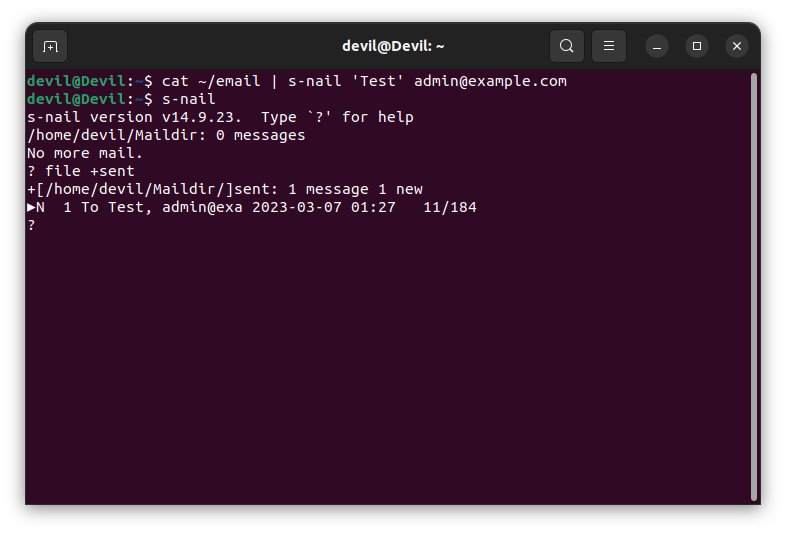 devil@Devil: ~
devil@Devil:~$ cat ~/email | s-nail 'Test' admin@example.com
devil@Devil:~$ s-nail
s-nail version v14.9.23.  Type `?' for help
/home/devil/Maildir: 0 messages
No more mail.
? file +sent
+[/home/devil/Maildir/]sent: 1 message 1 new
▶N  1 To Test, admin@exa 2023-03-07 01:27   11/184
?